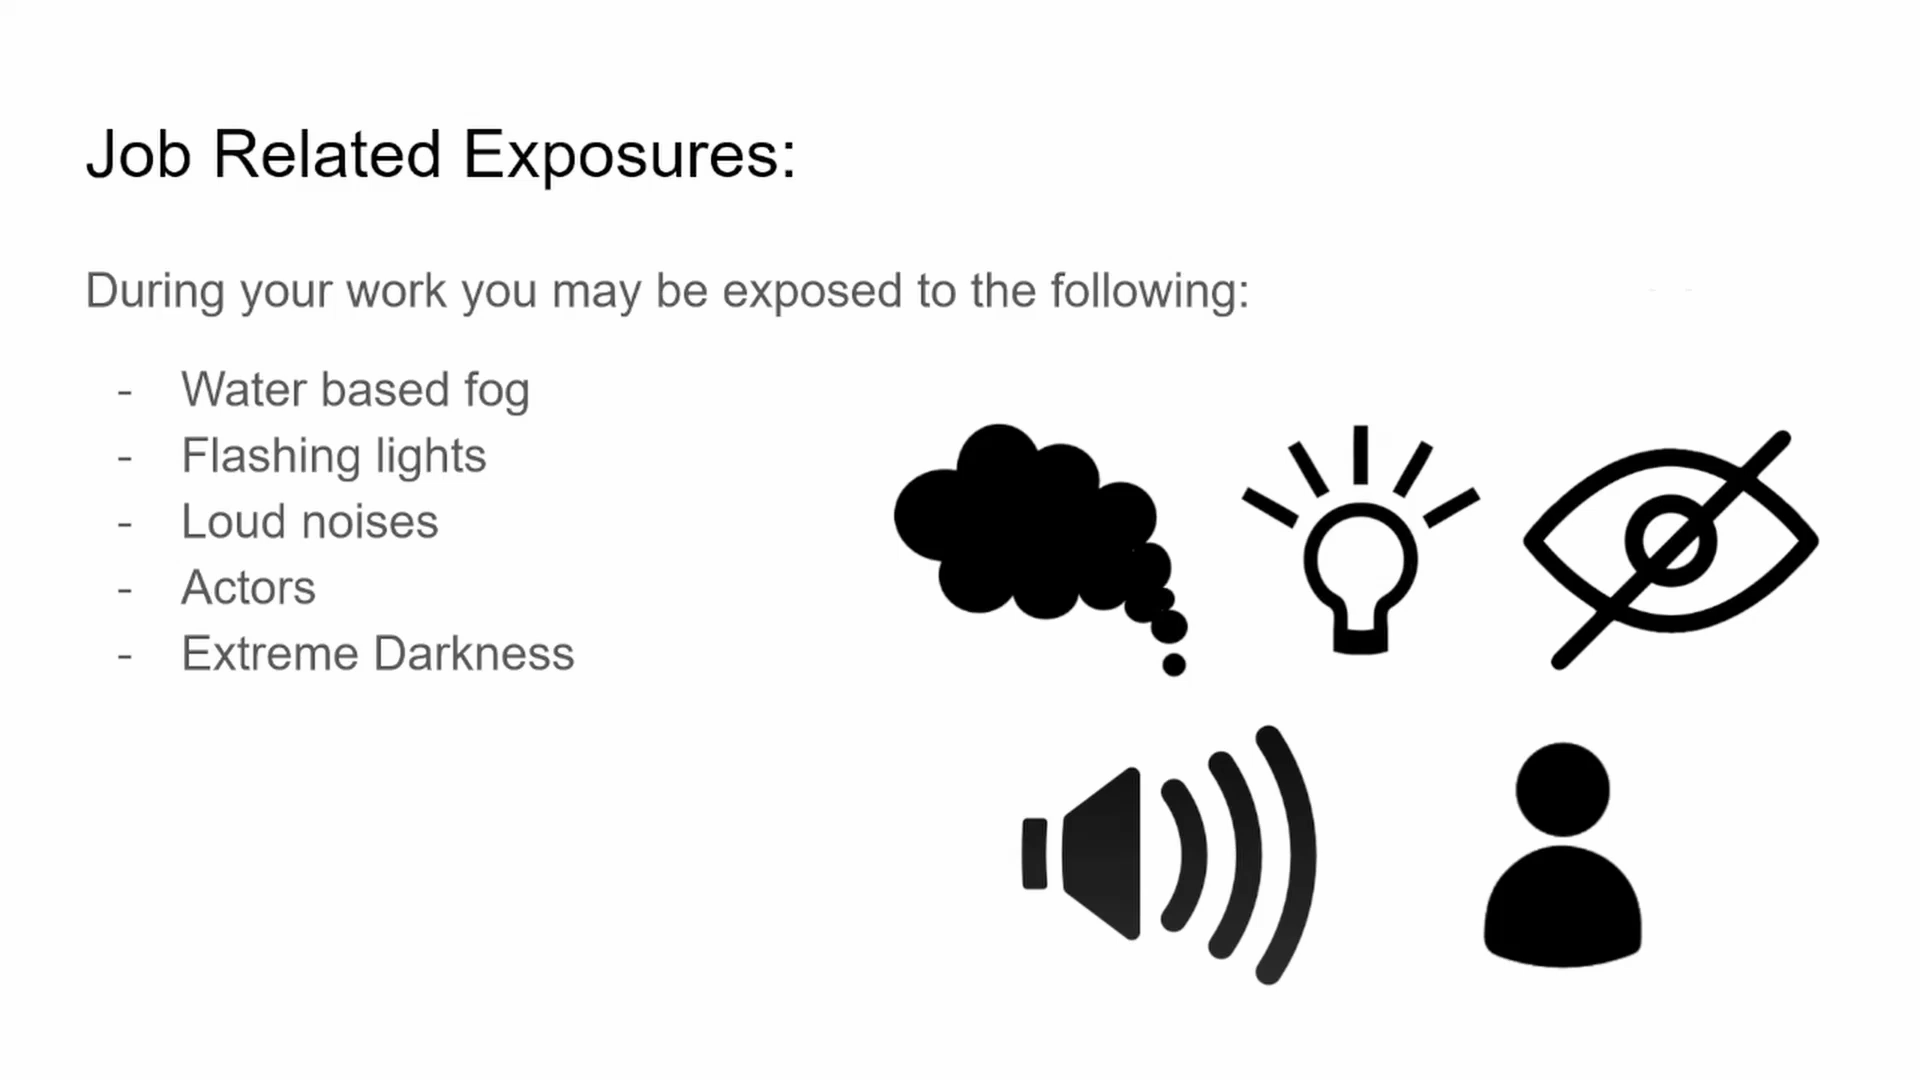 Job Related Exposures:
During your work you may be exposed to the following:
- Water based fog
- Flashing lights
- Loud noises
- Actors
- Extreme Darkness